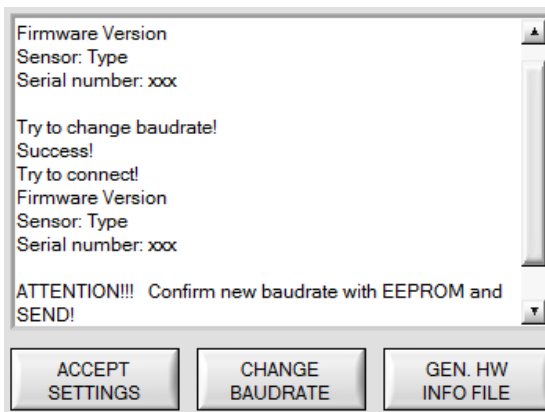 Firmware Version
Sensor: Type
Serial number: xxx
Try to change baudrate!
Success!
Try to connect!
Firmware Version
Sensor: Type
Serial number: xxx
ATTENTION!!! Confirm new baudrate with EEPROM and
SEND!
ACCEPT
SETTINGS
CHANGE
BAUDRATE
GEN. HW
INFO FILE